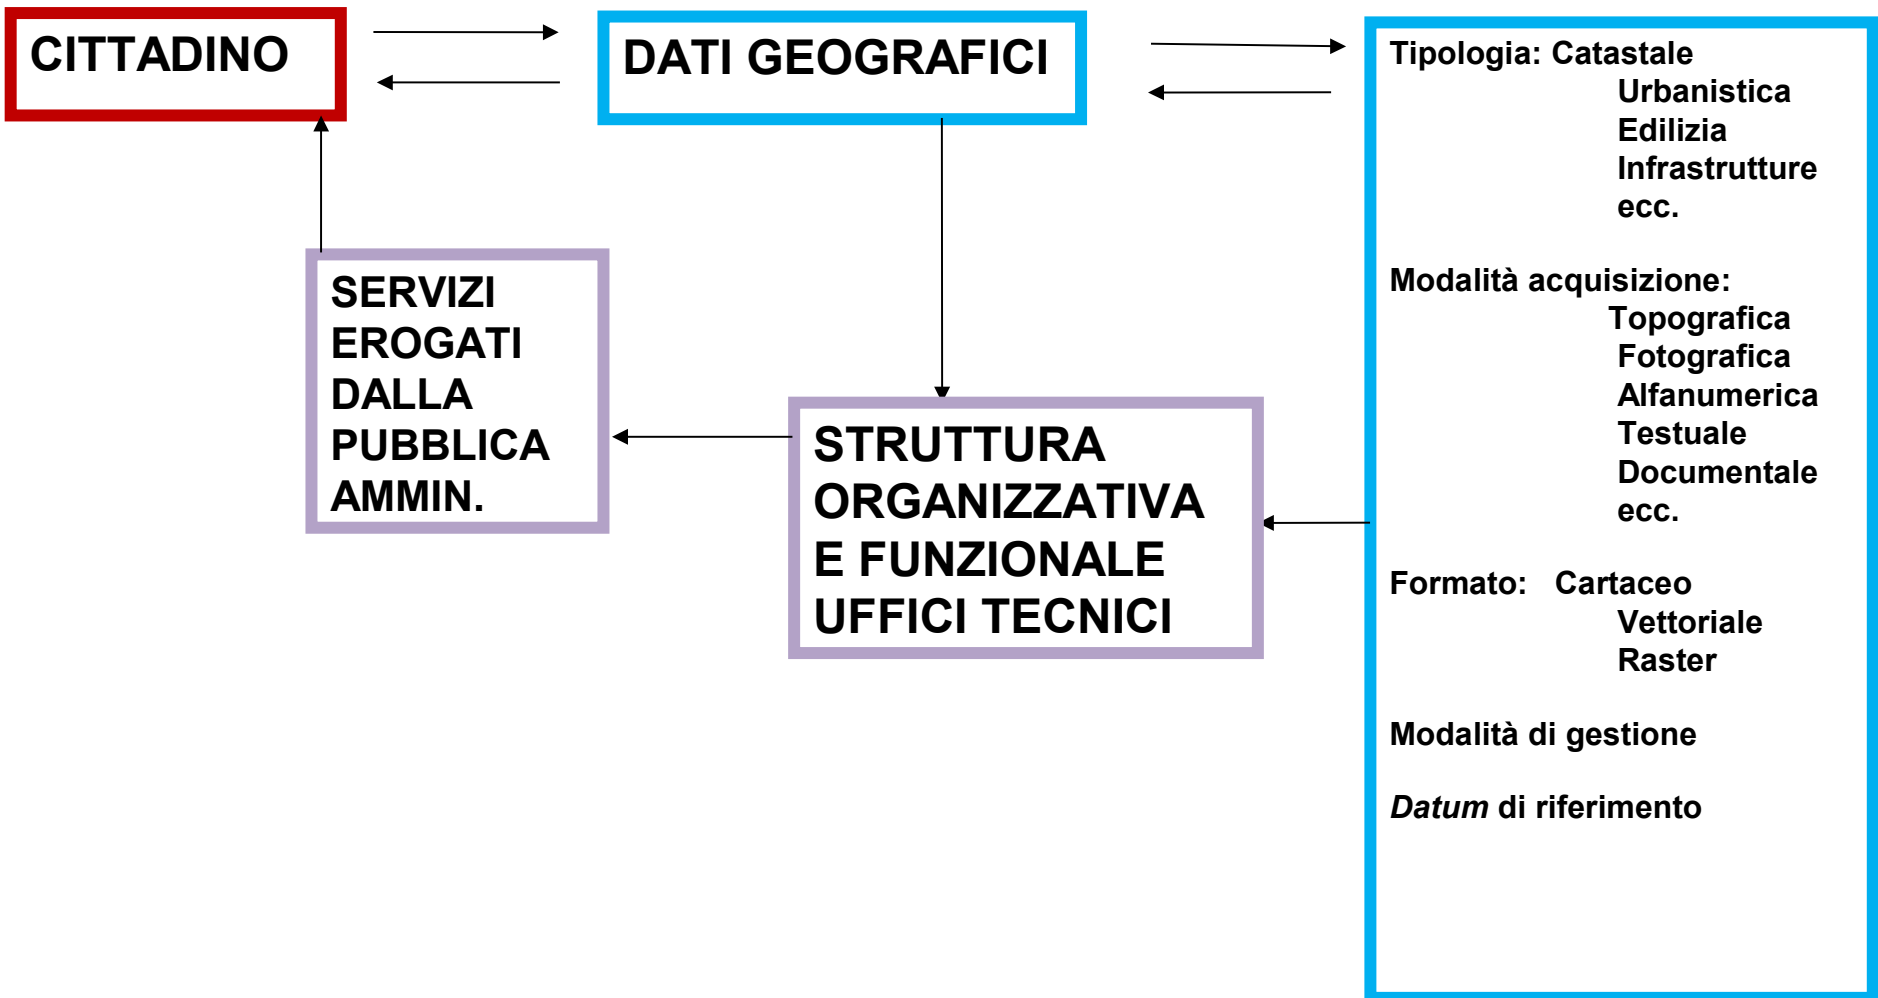 CITTADINO
DATI GEOGRAFICI
Tipologia: Catastale
Urbanistica
Edilizia
Infrastrutture
ecc.
Modalità acquisizione:
Topografica
Fotografica
Alfanumerica
Testuale
Documentale
ecc.
Formato: Cartaceo
Vettoriale
Raster
Modalità di gestione
Datum di riferimento
SERVIZI
EROGATI
DALLA
PUBBLICA
AMMIN.
STRUTTURA
ORGANIZZATIVA
E FUNZIONALE
UFFICI TECNICI